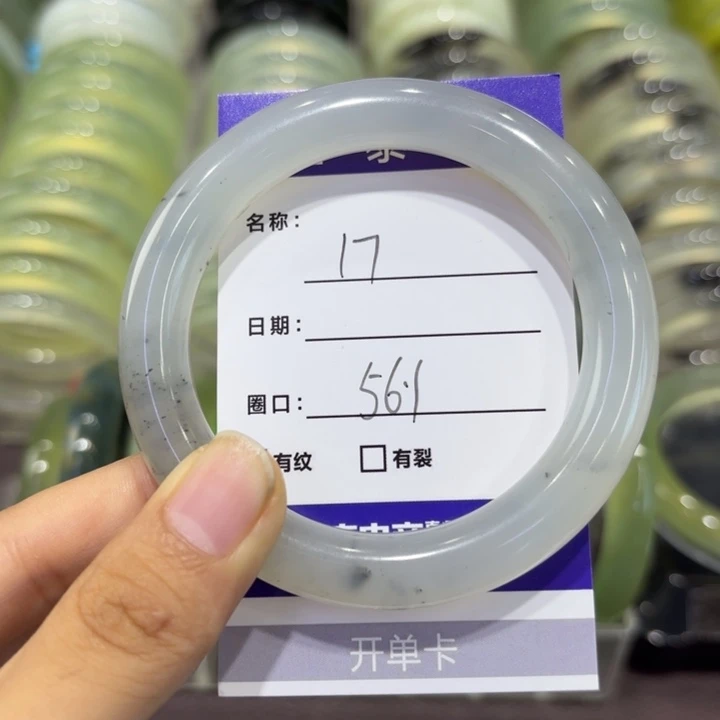 名称: 17
日期:
圈口: 56.1
有纹 □有裂
开单卡